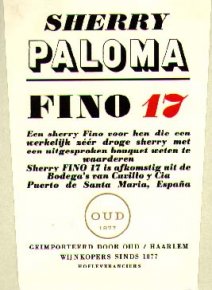 SHERRY
PALOMA
FINO 17
Een sherry Fino voor hen die een
werkelijk zéér droge sherry met
een uitgesproken bouquet weten te
waarderen
Sherry FINO 17 is afkomstig uit de
Bodega's van Cuvillo y Cia
Puerto de Santa Maria, España
OUD
1877
GEIMPORTEERD DOOR OUD / HAARLEM
WIJNKOPERS SINDS 1877
HOFLEVERANCIERS